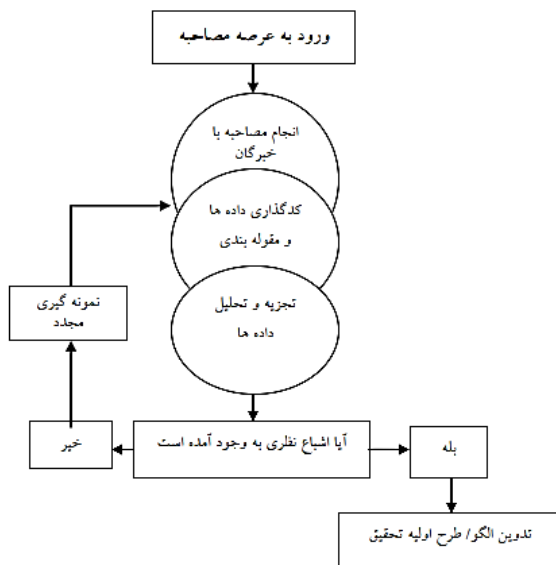 ورود به عرصه مصاحبه
انجام مصاحبه با
خبرگان
کدگذاری داده ها
و مقوله بندی
تجزیه و تحلیل
داده ها
نمونه گیری
مجدد
آیا اشباع نظری به وجود آمده است
خیر
بله
تدوین الگو/ طرح اولیه تحقیق